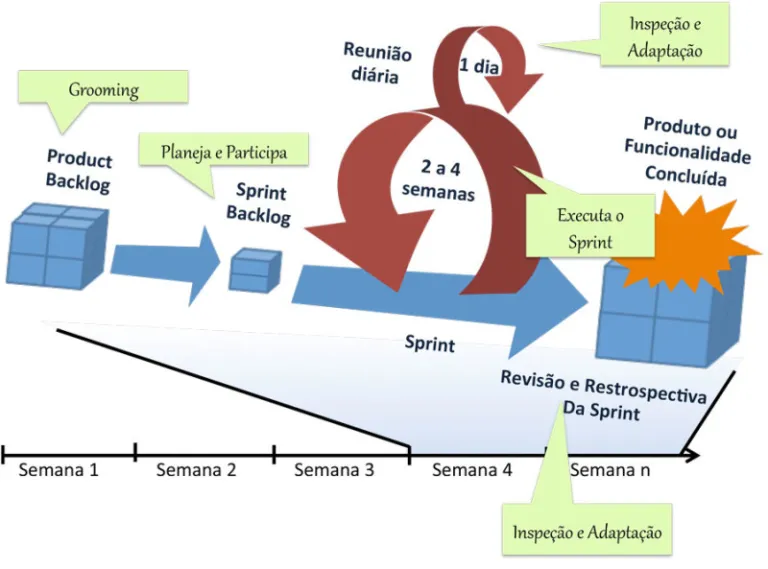 Inspeção e
Adaptação
Reunião
diária
1 dia
Grooming
Product
Backlog
Planeja e Participa
Sprint
Backlog
2 a 4
semanas
Produto ou
Funcionalidade
Concluída
Executa o
Sprint
Sprint
Revisão e Restrospectiva
Da Sprint
Semana 1
Semana 2
Semana 3
Semana 4
Semana n
Inspeção e Adaptação